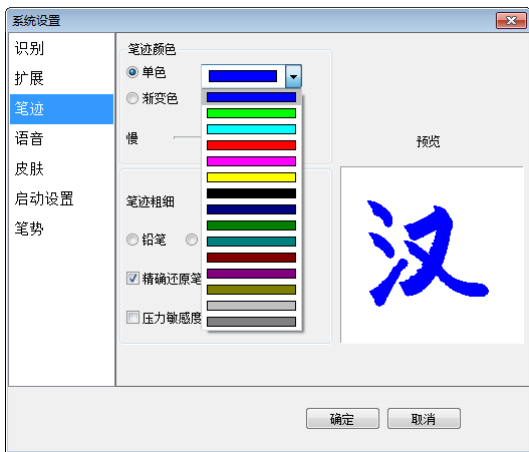 系统设置
识别
扩展
笔迹
语音
皮肤
启动设置
笔势
笔迹颜色
单色
渐变色
慢
笔迹粗细
铅笔
精确还原笔
压力敏感度
预览
汉
确定
取消